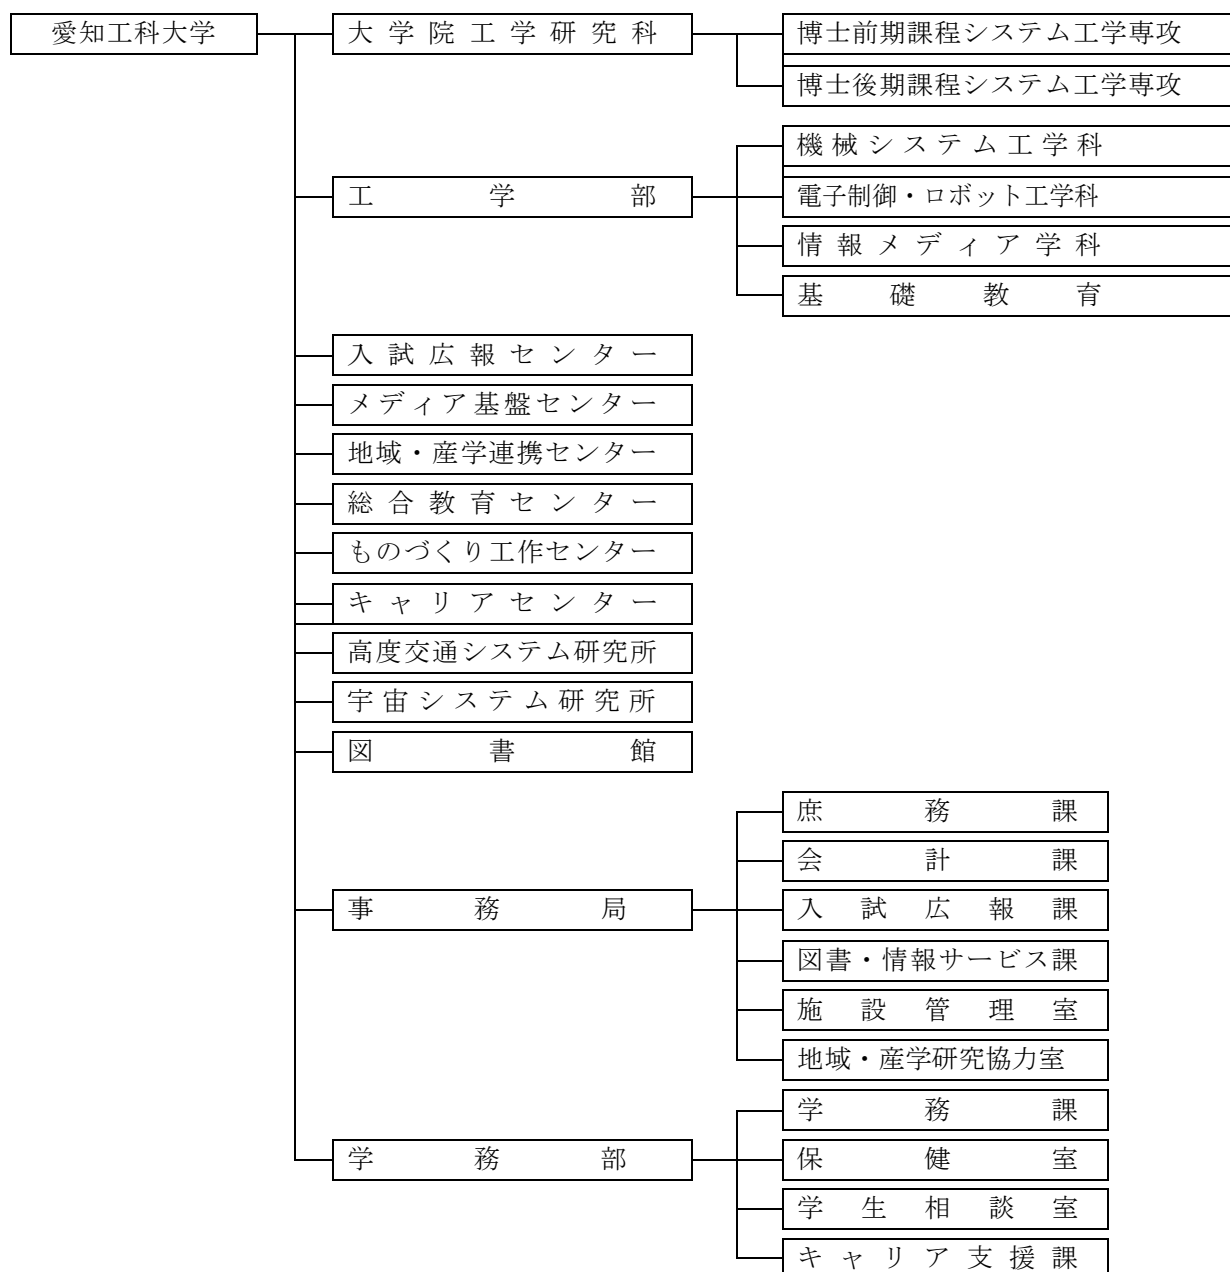 愛知工科大学
大学院工学研究科
博士前期課程システム工学専攻
博士後期課程システム工学専攻
機械システム工学科
工学部
電子制御・ロボット工学科
情報メディア学科
基礎教育
入試広報センター
メディア基盤センター
地域・産学連携センター
総合教育センター
ものづくり工作センター
キャリアセンター
高度交通システム研究所
宇宙システム研究所
図書館
庶務課
会計課
事務局
入試広報課
図書・情報サービス課
施設管理室
地域・産学研究協力室
学務課
学務部
保健室
学生相談室
キャリア支援課